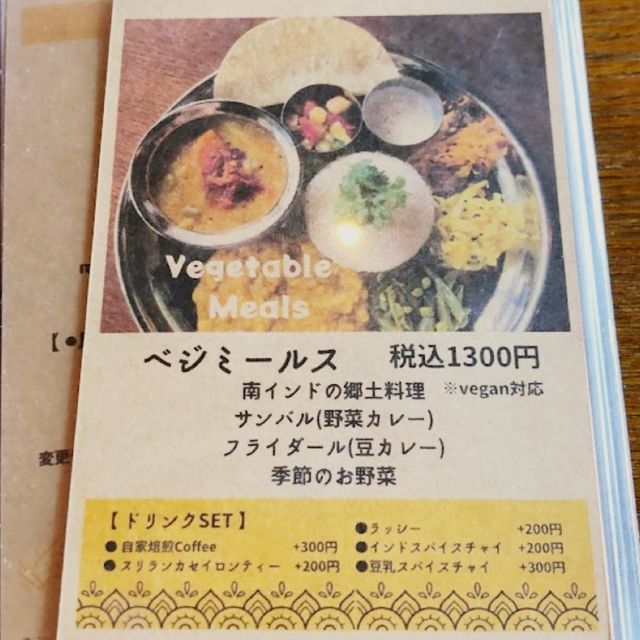 Vegetable
Meals
ベジミールス 税込1300円
南インドの郷土料理 ※vegan対応
サンバル(野菜カレー)
フライダール(豆カレー)
季節のお野菜
【ドリンクSET】
●自家焙煎Coffee +300円
●スリランカセイロンティー +200円
●ラッシー +200円
●インドスパイスチャイ +200円
●豆乳スパイスチャイ +300円
m
【●
変更